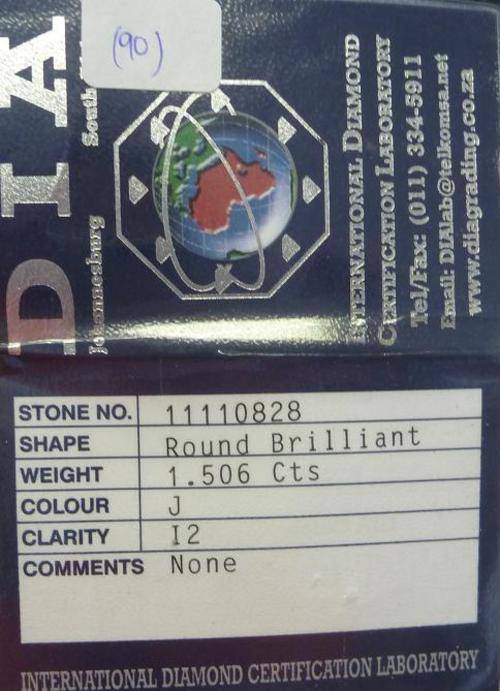 (90)
DIA
Johannesburg South
INTERNATIONAL DIAMOND
CERTIFICATION LABORATORY
Tel/Fax: (011) 334-5911
Email: DIAlab@telkomsa.net
www.diagrading.co.za
STONE NO. 11110828
SHAPE Round Brilliant
WEIGHT 1.506 Cts
COLOUR J
CLARITY I2
COMMENTS None
INTERNATIONAL DIAMOND CERTIFICATION LABORATORY